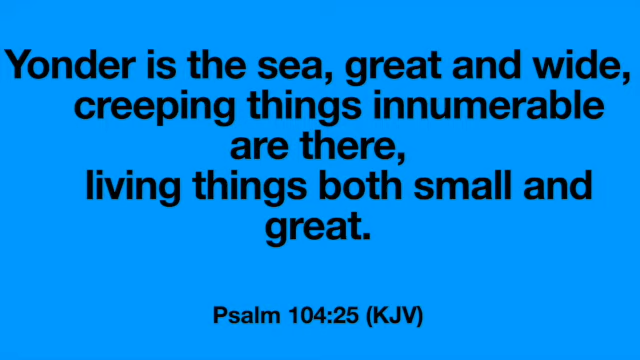 Yonder is the sea, great and wide,
creeping things innumerable
are there,
living things both small and
great.
Psalm 104:25 (KJV)